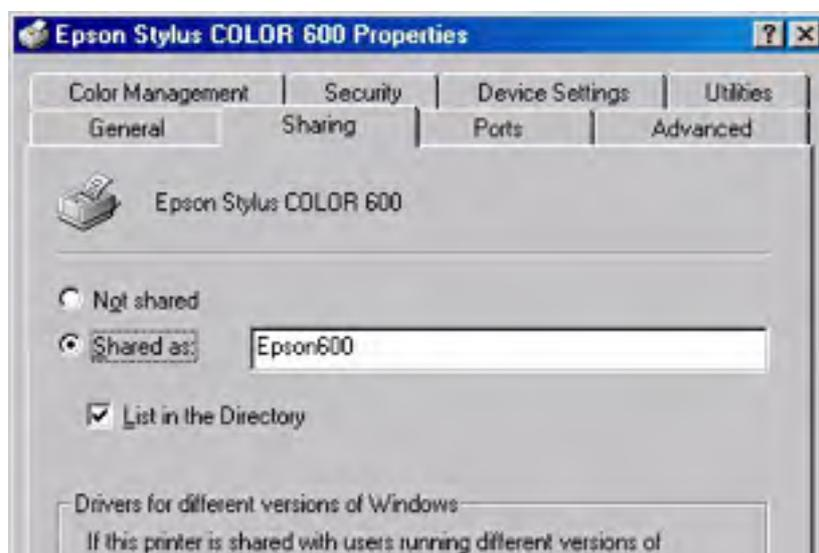 Epson Stylus COLOR 600 Properties
Color Management Security Device Settings Utilities
General Sharing Ports Advanced
Epson Stylus COLOR 600
Not shared
Shared as: Epson600
List in the Directory
Drivers for different versions of Windows
If this printer is shared with users running different versions of